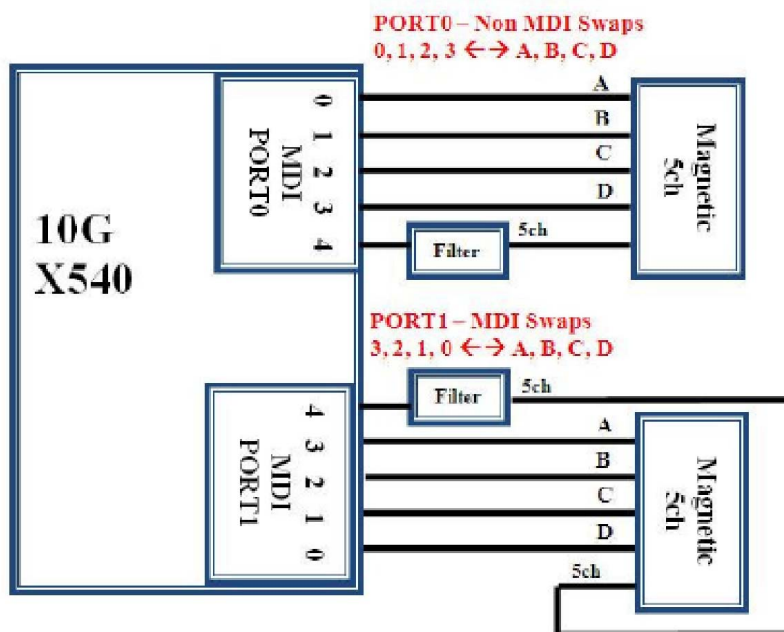 PORT0 – Non MDI Swaps
0, 1, 2, 3 ←→ A, B, C, D
10G
X540
0 1 2 3 4
MDI
PORT0
A
B
C
D
5ch
Filter
Magnetic
5ch
PORT1 – MDI Swaps
3, 2, 1, 0 ←→ A, B, C, D
Filter
5ch
4 3 2 1 0
MDI
PORT1
A
B
C
D
5ch
Magnetic
5ch